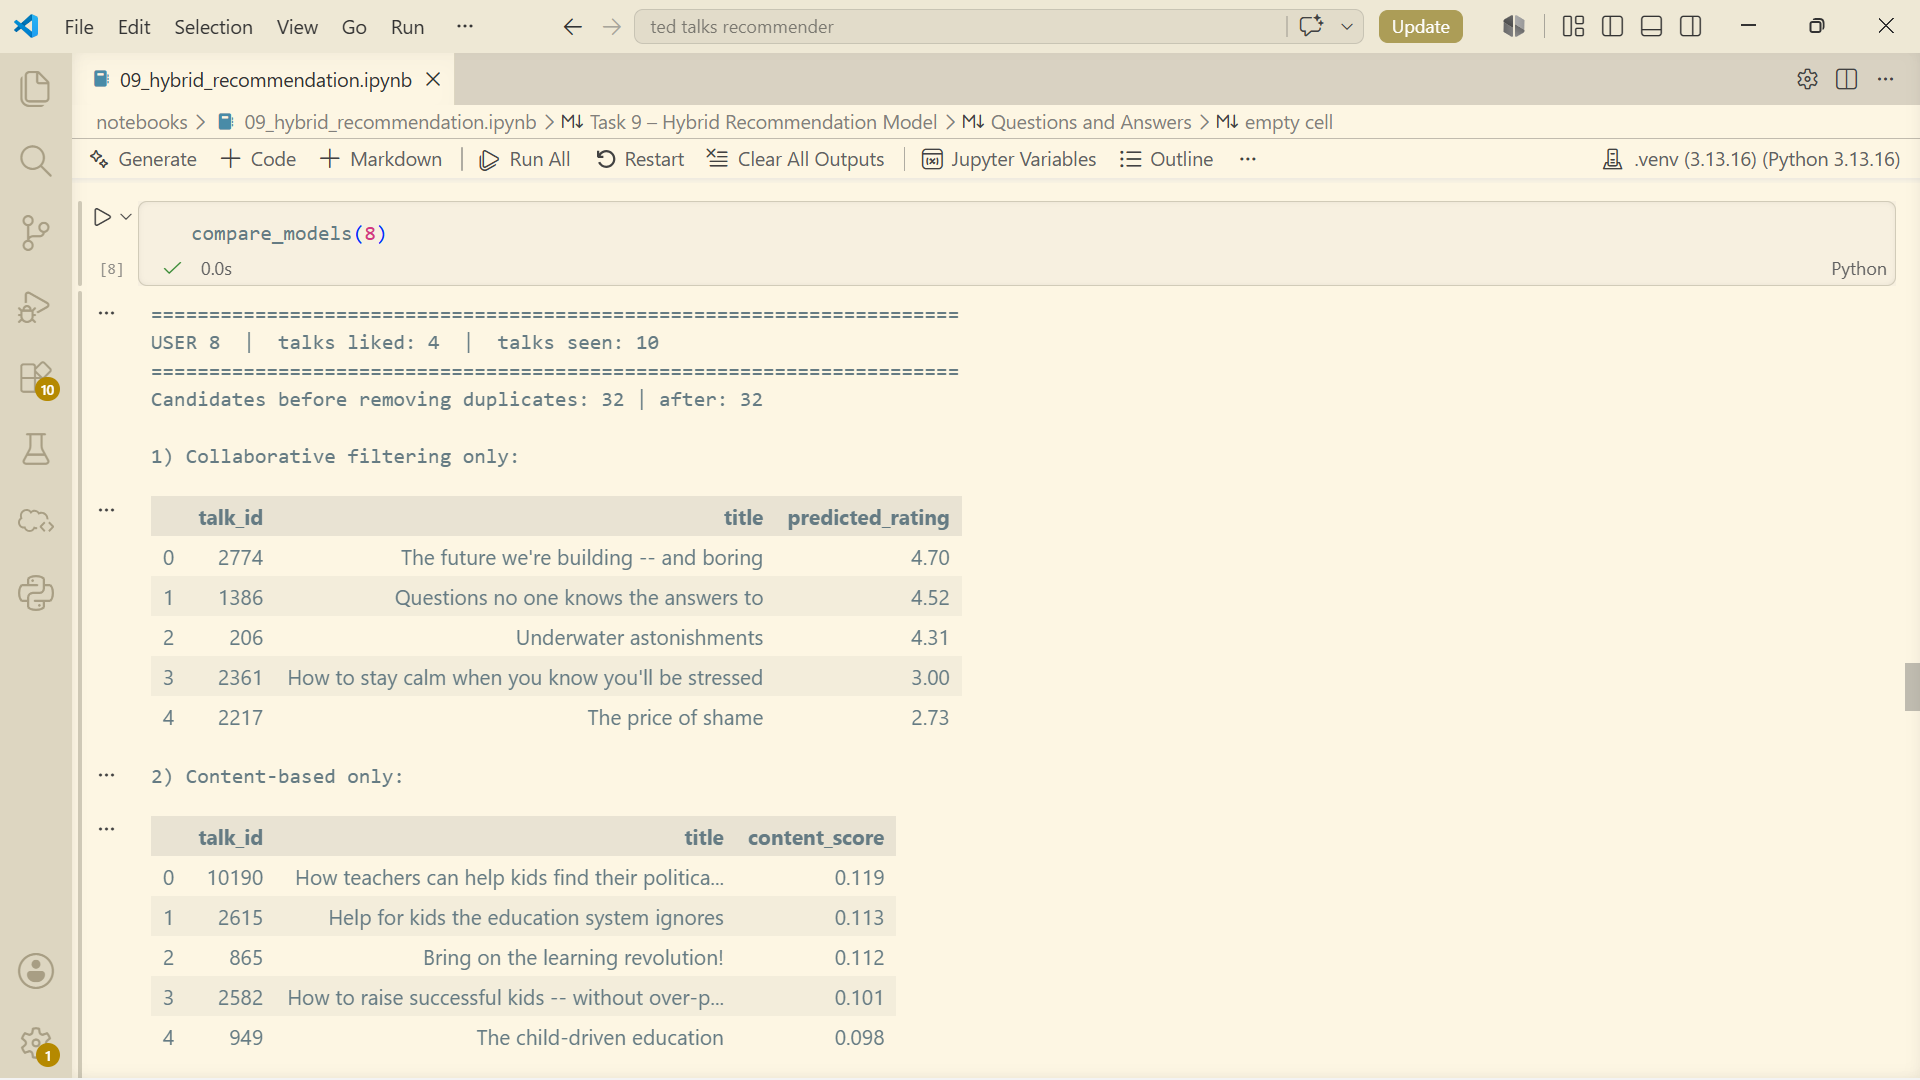 File Edit Selection View Go Run ···
ted talks recommender
Update
09_hybrid_recommendation.ipynb
notebooks > 09_hybrid_recommendation.ipynb > M↓ Task 9 – Hybrid Recommendation Model > M↓ Questions and Answers > M↓ empty cell
Generate + Code + Markdown | Run All Restart Clear All Outputs | Jupyter Variables Outline ··· .venv (3.13.16) (Python 3.13.16)
compare_models(8)
[8] ✓ 0.0s Python
======================================================================
USER 8 | talks liked: 4 | talks seen: 10
======================================================================
Candidates before removing duplicates: 32 | after: 32
1) Collaborative filtering only:
talk_id title predicted_rating
0 2774 The future we're building -- and boring 4.70
1 1386 Questions no one knows the answers to 4.52
2 206 Underwater astonishments 4.31
3 2361 How to stay calm when you know you'll be stressed 3.00
4 2217 The price of shame 2.73
2) Content-based only:
talk_id title content_score
0 10190 How teachers can help kids find their politica... 0.119
1 2615 Help for kids the education system ignores 0.113
2 865 Bring on the learning revolution! 0.112
3 2582 How to raise successful kids -- without over-p... 0.101
4 949 The child-driven education 0.098
10
1